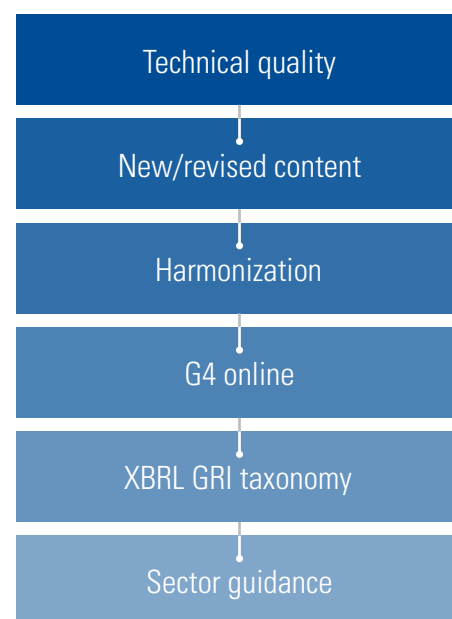 Technical quality
New/revised content
Harmonization
G4 online
XBRL GRI taxonomy
Sector guidance